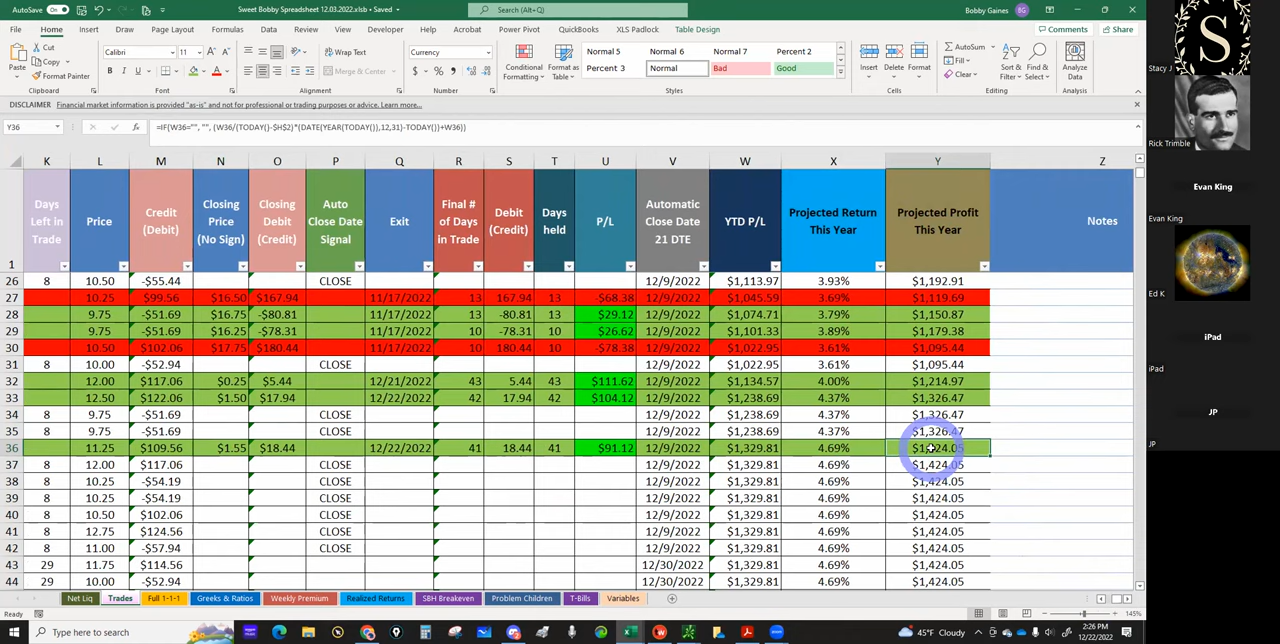 AutoSave On Sweet Bobby Spreadsheet 12.03.2022.xlsb • Saved Search (Alt+Q) Bobby Gaines BG
File Home Insert Draw Page Layout Formulas Data Review View Developer Help Acrobat Power Pivot QuickBooks XLS Padlock Table Design Comments Share
Paste Cut Copy Format Painter Calibri 11 Wrap Text Merge & Center Currency Conditional Formatting Format as Table Normal 5 Normal 6 Normal 7 Percent 2 Percent 3 Normal Bad Good Insert Delete Format AutoSum Fill Clear Sort & Filter Find & Select Analyze Data
Clipboard Font Alignment Number Styles Cells Editing Analysis
DISCLAIMER Financial market information is provided "as-is" and not for professional or trading purposes or advice. Learn more...
Y36 fx =IF(W36="", "", (W36/(TODAY()-$H$2)*(DATE(YEAR(TODAY()),12,31)-TODAY())+W36))
K L M N O P Q R S T U V W X Y Z
1 Days Left in Trade Price Credit (Debit) Closing Price (No Sign) Closing Debit (Credit) Auto Close Date Signal Exit Final # of Days in Trade Debit (Credit) Days held P/L Automatic Close Date 21 DTE YTD P/L Projected Return This Year Projected Profit This Year Notes
26 8 10.50 -$55.44 CLOSE 12/9/2022 $1,113.97 3.93% $1,192.91
27 10.25 $99.56 $16.50 $167.94 11/17/2022 13 167.94 13 -$68.38 12/9/2022 $1,045.59 3.69% $1,119.69
28 9.75 -$51.69 $16.75 -$80.81 11/17/2022 13 -80.81 13 $29.12 12/9/2022 $1,074.71 3.79% $1,150.87
29 9.75 -$51.69 $16.25 -$78.31 11/17/2022 10 -78.31 10 $26.62 12/9/2022 $1,101.33 3.89% $1,179.38
30 10.50 $102.06 $17.75 $180.44 11/17/2022 10 180.44 10 -$78.38 12/9/2022 $1,022.95 3.61% $1,095.44
31 8 10.00 -$52.94 CLOSE 12/9/2022 $1,022.95 3.61% $1,095.44
32 12.00 $117.06 $0.25 $5.44 12/21/2022 43 5.44 43 $111.62 12/9/2022 $1,134.57 4.00% $1,214.97
33 12.50 $122.06 $1.50 $17.94 12/22/2022 42 17.94 42 $104.12 12/9/2022 $1,238.69 4.37% $1,326.47
34 8 9.75 -$51.69 CLOSE 12/9/2022 $1,238.69 4.37% $1,326.47
35 8 9.75 -$51.69 CLOSE 12/9/2022 $1,238.69 4.37% $1,326.47
36 11.25 $109.56 $1.55 $18.44 12/22/2022 41 18.44 41 $91.12 12/9/2022 $1,329.81 4.69% $1,424.05
37 8 12.00 $117.06 CLOSE 12/9/2022 $1,329.81 4.69% $1,424.05
38 8 10.25 -$54.19 CLOSE 12/9/2022 $1,329.81 4.69% $1,424.05
39 8 10.25 -$54.19 CLOSE 12/9/2022 $1,329.81 4.69% $1,424.05
40 8 10.50 $102.06 CLOSE 12/9/2022 $1,329.81 4.69% $1,424.05
41 8 12.75 $124.56 CLOSE 12/9/2022 $1,329.81 4.69% $1,424.05
42 8 11.00 -$57.94 CLOSE 12/9/2022 $1,329.81 4.69% $1,424.05
43 29 11.75 $114.56 12/30/2022 $1,329.81 4.69% $1,424.05
44 29 10.00 -$52.94 12/30/2022 $1,329.81 4.69% $1,424.05
Net Liq Trades Full 1-1-1 Greeks & Ratios Weekly Premium Realized Returns SBH Breakeven Problem Children T-Bills Variables
Ready 145%
Type here to search 45°F Cloudy 2:26 PM 12/22/2022
S
Stacy J
Rick Trimble
Evan King
Evan King
Ed K
iPad
iPad
JP
JP